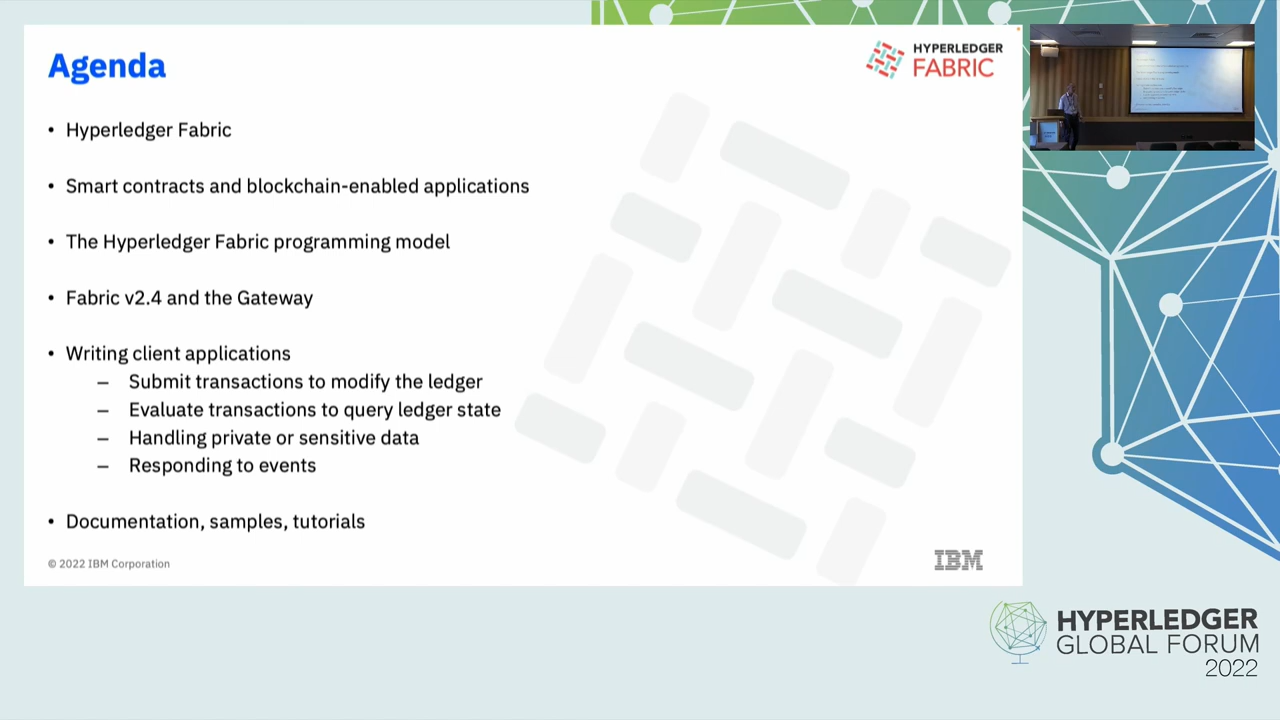 Agenda
HYPERLEDGER
FABRIC
• Hyperledger Fabric
• Smart contracts and blockchain-enabled applications
• The Hyperledger Fabric programming model
• Fabric v2.4 and the Gateway
• Writing client applications
– Submit transactions to modify the ledger
– Evaluate transactions to query ledger state
– Handling private or sensitive data
– Responding to events
• Documentation, samples, tutorials
© 2022 IBM Corporation
IBM
HYPERLEDGER
GLOBAL FORUM
2022